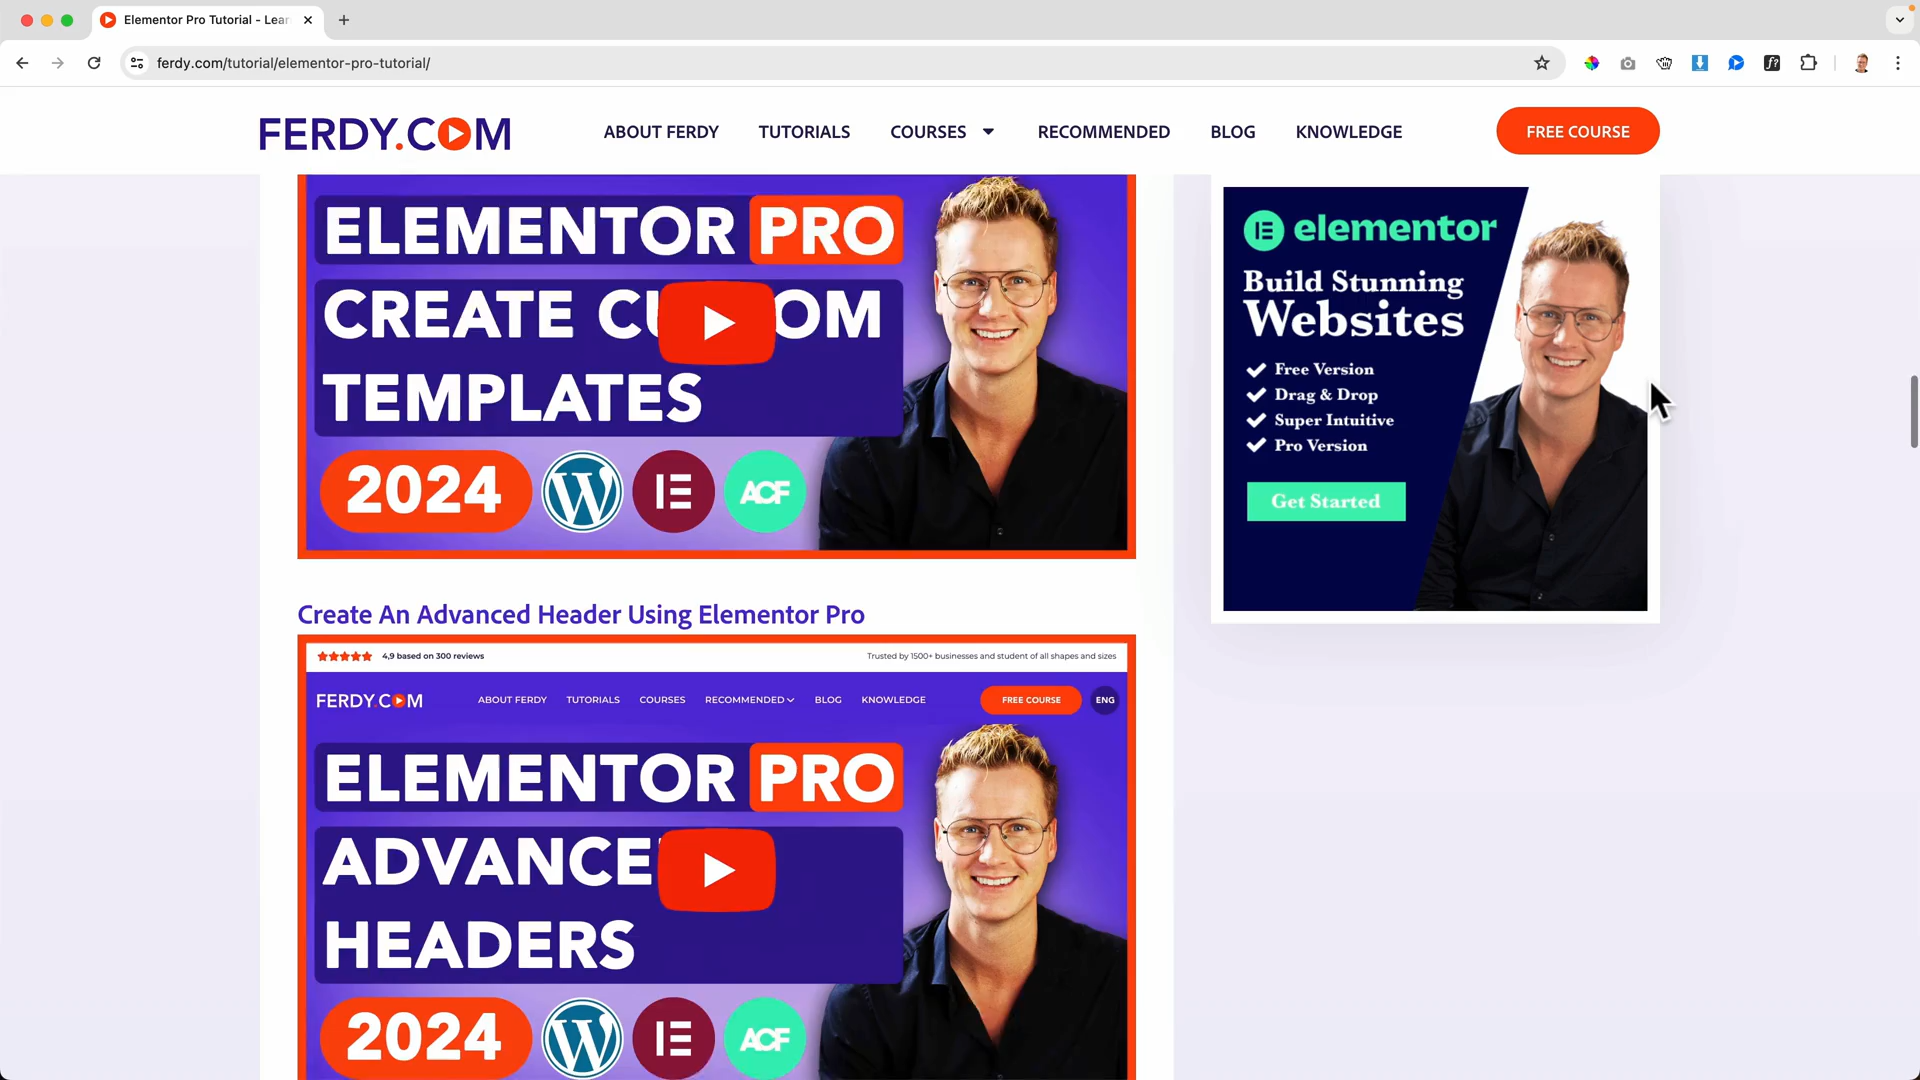 Elementor Pro Tutorial - Lea
ferdy.com/tutorial/elementor-pro-tutorial/
FERDY.COM
ABOUT FERDY
TUTORIALS
COURSES
RECOMMENDED
BLOG
KNOWLEDGE
FREE COURSE
ELEMENTOR PRO
CREATE CU OM
TEMPLATES
2024
ACF
elementor
Build Stunning
Websites
Free Version
Drag & Drop
Super Intuitive
Pro Version
Get Started
Create An Advanced Header Using Elementor Pro
4,9 based on 300 reviews
Trusted by 1500+ businesses and student of all shapes and sizes
FERDY.COM
ABOUT FERDY
TUTORIALS
COURSES
RECOMMENDED
BLOG
KNOWLEDGE
FREE COURSE
ENG
ELEMENTOR PRO
ADVANCE
HEADERS
2024
ACF